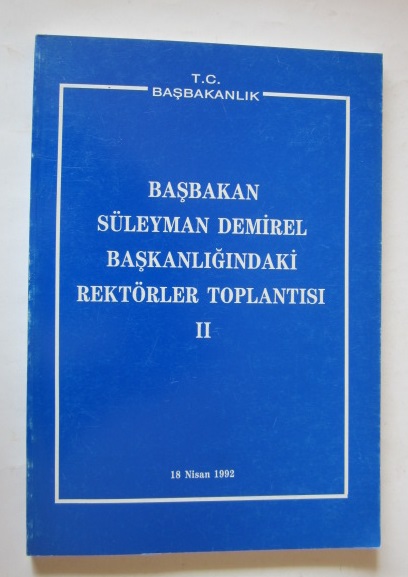 T.C.
BAŞBAKANLIK
BAŞBAKAN
SÜLEYMAN DEMİREL
BAŞKANLIĞINDAKİ
REKTÖRLER TOPLANTISI
II
18 Nisan 1992